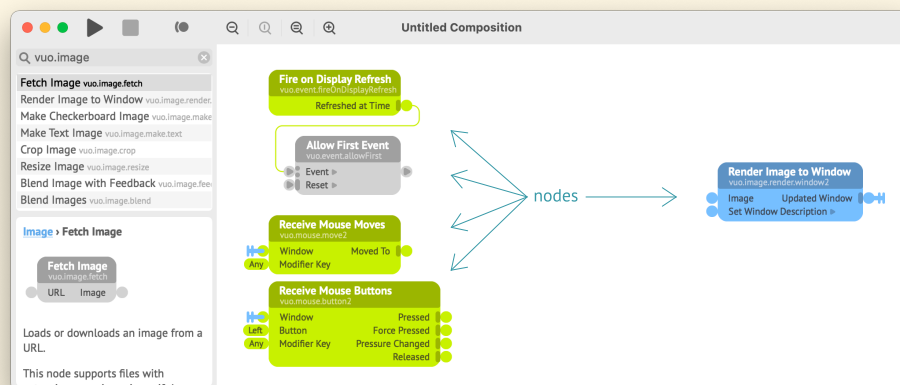 Untitled Composition
vuo.image
Fetch Image vuo.image.fetch
Render Image to Window vuo.image.render.
Make Checkerboard Image vuo.image.make
Make Text Image vuo.image.make.text
Crop Image vuo.image.crop
Resize Image vuo.image.resize
Blend Image with Feedback vuo.image.fee
Blend Images vuo.image.blend
Image › Fetch Image
Fetch Image
vuo.image.fetch
URL Image
Loads or downloads an image from a
URL.
This node supports files with
Fire on Display Refresh
vuo.event.fireOnDisplayRefresh
Refreshed at Time
Allow First Event
vuo.event.allowFirst
Event
Reset
Receive Mouse Moves
vuo.mouse.move2
Window Moved To
Any Modifier Key
Receive Mouse Buttons
vuo.mouse.button2
Window Pressed
Left Button Force Pressed
Any Modifier Key Pressure Changed
Released
nodes
Render Image to Window
vuo.image.render.window2
Image Updated Window
Set Window Description